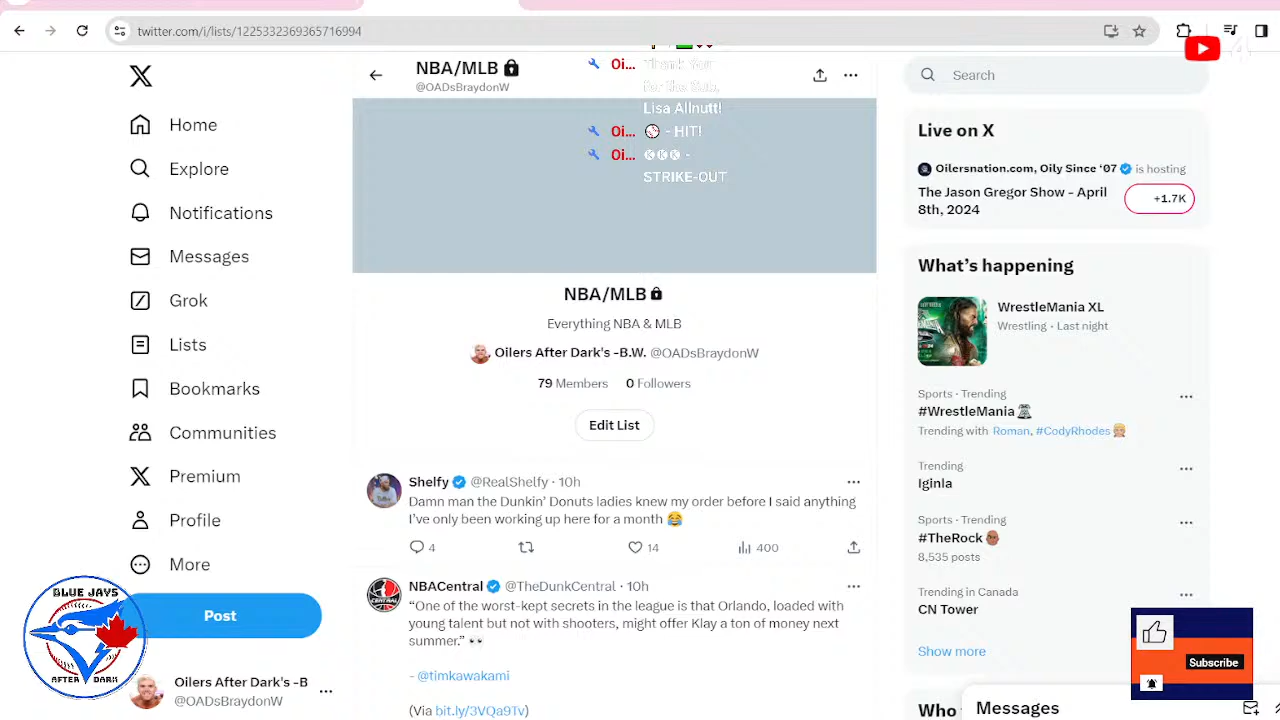 twitter.com/i/lists/1225332369365716994
NBA/MLB
@OADsBraydonW
Oi... Thank You
for the Sub,
Lisa Allnutt!
Oi... - HIT!
Oi... KKK -
STRIKE-OUT
Home
Explore
Notifications
Messages
Grok
Lists
Bookmarks
Communities
Premium
Profile
More
Post
BLUE JAYS
AFTER DARK
Oilers After Dark's -B
@OADsBraydonW
NBA/MLB
Everything NBA & MLB
Oilers After Dark's -B.W. @OADsBraydonW
79 Members 0 Followers
Edit List
Shelfy @RealShelfy · 10h
Damn man the Dunkin' Donuts ladies knew my order before I said anything
I've only been working up here for a month 😂
4 14 400
NBACentral @TheDunkCentral · 10h
“One of the worst-kept secrets in the league is that Orlando, loaded with
young talent but not with shooters, might offer Klay a ton of money next
summer.” 👀
- @timkawakami
(Via bit.ly/3VQa9Tv)
4
Search
Live on X
Oilersnation.com, Oily Since ‘07 is hosting
The Jason Gregor Show - April
8th, 2024
+1.7K
What's happening
WrestleMania XL
Wrestling · Last night
Sports · Trending
#WrestleMania
Trending with Roman, #CodyRhodes
Trending
Iginla
Sports · Trending
#TheRock
8,535 posts
Trending in Canada
CN Tower
Show more
Subscribe
Who
Messages